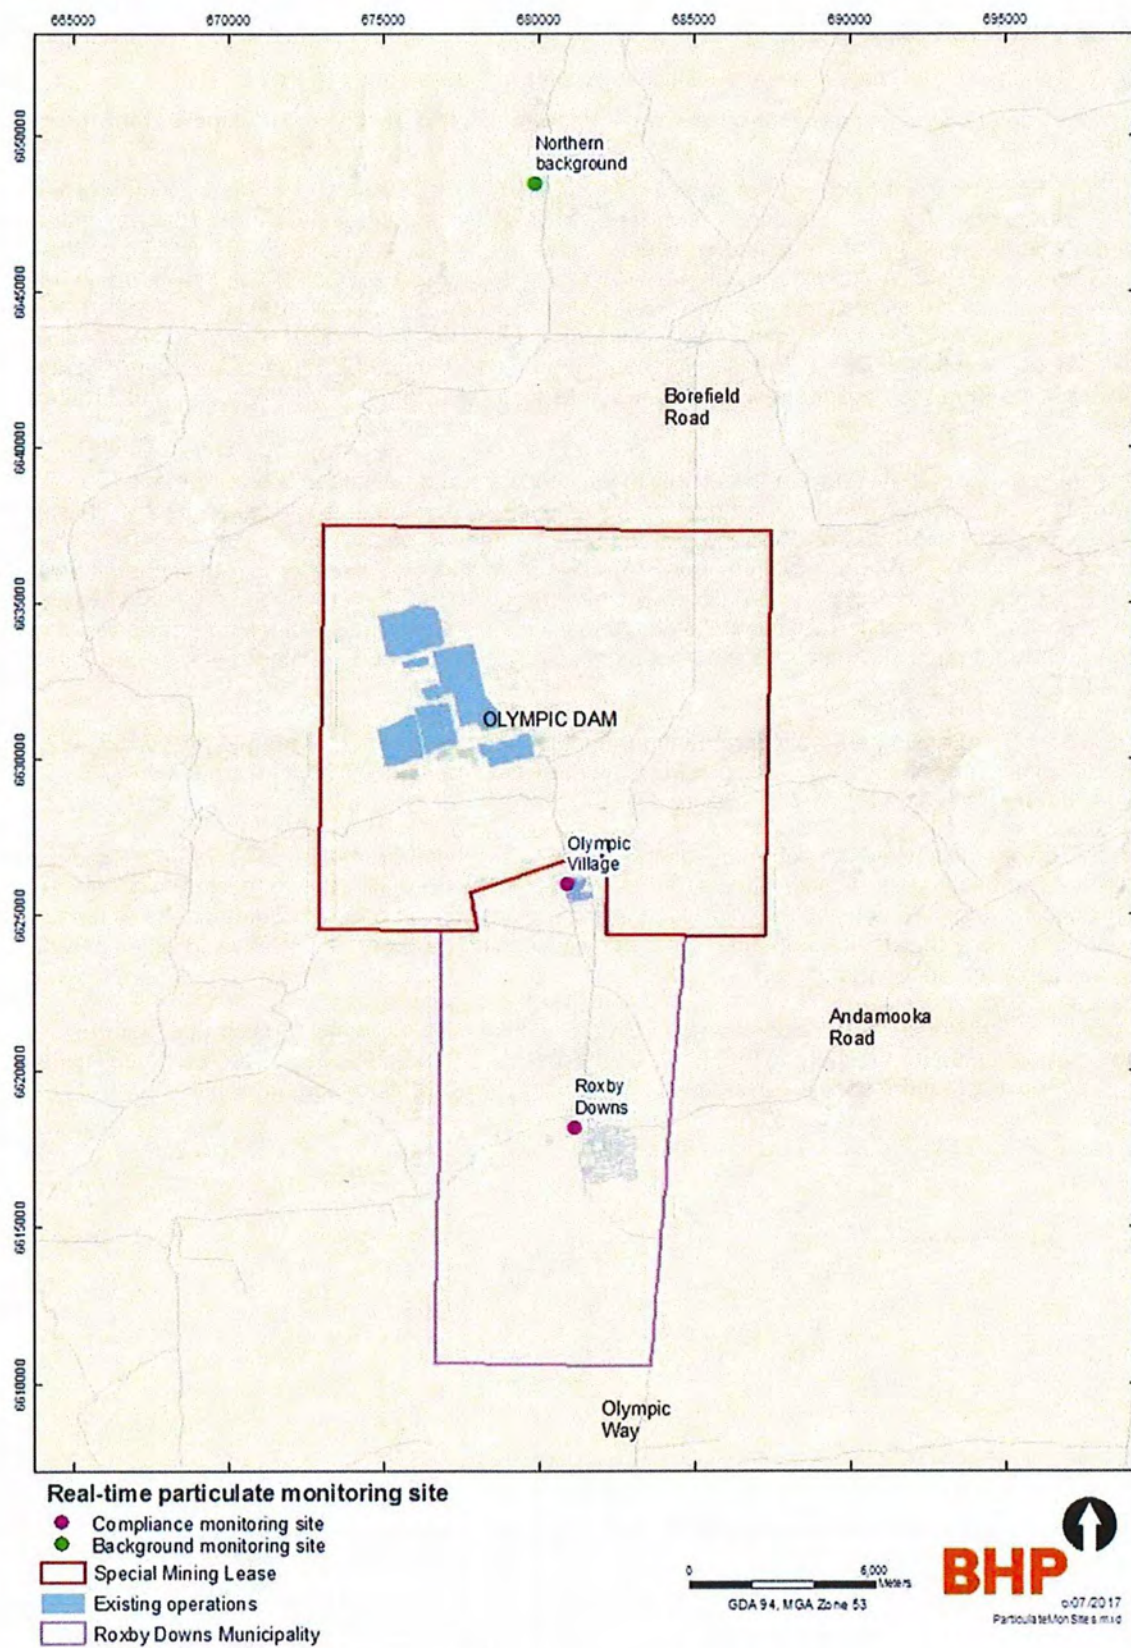 665000 670000 675000 680000 685000 690000 695000
6650000
6645000
6640000
6635000
6630000
6625000
6620000
6615000
6610000
Northern
background
Borefield
Road
OLYMPIC DAM
Olympic
Village
Andamooka
Road
Roxby
Downs
Olympic
Way
Real-time particulate monitoring site
Compliance monitoring site
Background monitoring site
Special Mining Lease
Existing operations
Roxby Downs Municipality
0 6,000
Meters
GDA 94, MGA Zone 53
BHP
/07/2017
ParticulateMonSites.mxd